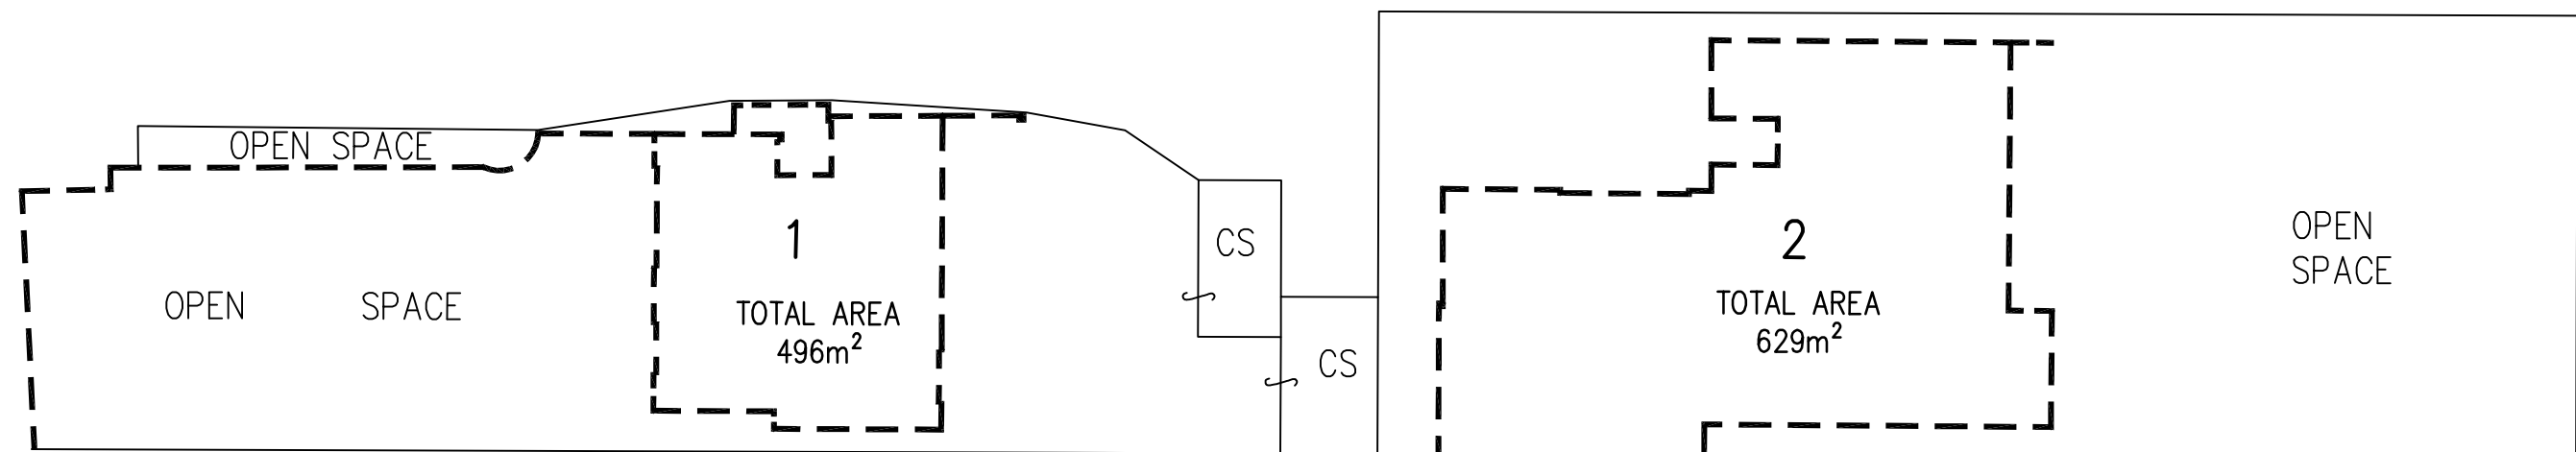 OPEN SPACE
OPEN SPACE
1
TOTAL AREA
496m²
CS
CS
2
TOTAL AREA
629m²
OPEN
SPACE